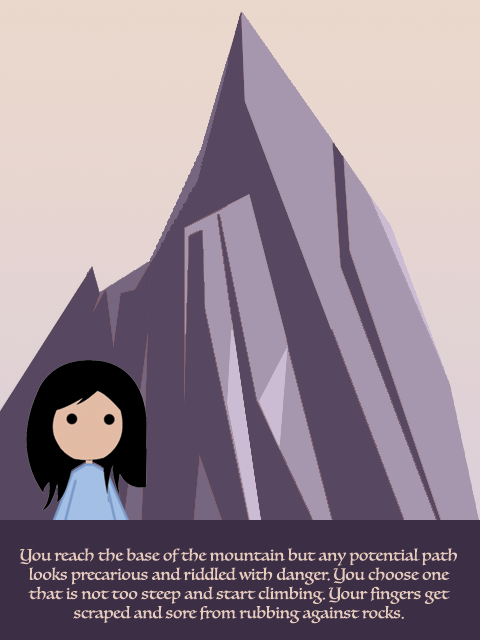 You reach the base of the mountain but any potential path
looks precarious and riddled with danger. You choose one
that is not too steep and start climbing. Your fingers get
scraped and sore from rubbing against rocks.